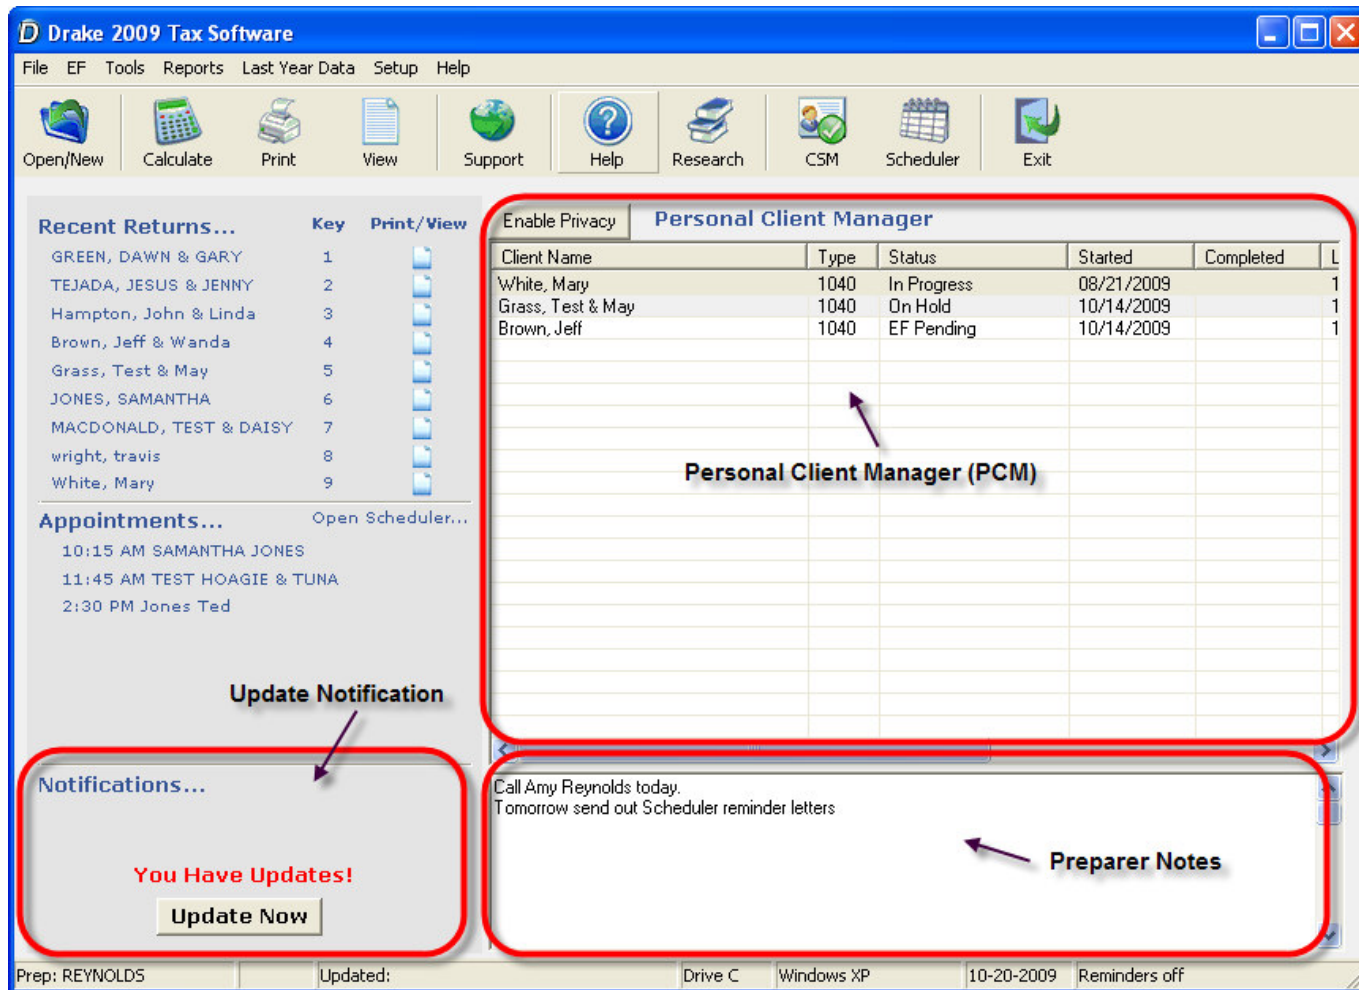 Drake 2009 Tax Software
File EF Tools Reports Last Year Data Setup Help
Open/New Calculate Print View Support Help Research CSM Scheduler Exit
Recent Returns... Key Print/View
GREEN, DAWN & GARY 1
TEJADA, JESUS & JENNY 2
Hampton, John & Linda 3
Brown, Jeff & Wanda 4
Grass, Test & May 5
JONES, SAMANTHA 6
MACDONALD, TEST & DAISY 7
wright, travis 8
White, Mary 9
Appointments... Open Scheduler...
10:15 AM SAMANTHA JONES
11:45 AM TEST HOAGIE & TUNA
2:30 PM Jones Ted
Update Notification
Notifications...
You Have Updates!
Update Now
Enable Privacy Personal Client Manager
Client Name Type Status Started Completed L
White, Mary 1040 In Progress 08/21/2009 1
Grass, Test & May 1040 On Hold 10/14/2009 1
Brown, Jeff 1040 EF Pending 10/14/2009 1
Personal Client Manager (PCM)
Call Amy Reynolds today.
Tomorrow send out Scheduler reminder letters
Preparer Notes
Prep: REYNOLDS Updated: Drive C Windows XP 10-20-2009 Reminders off